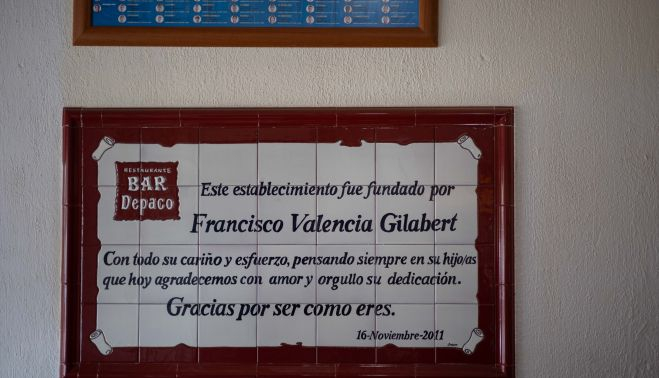 RESTAURANTE
BAR
Depaco
Este establecimiento fue fundado por
Francisco Valencia Gilabert
Con todo su cariño y esfuerzo, pensando siempre en su hijo/as
que hoy agradecemos con amor y orgullo su dedicación.
Gracias por ser como eres.
16-Noviembre-2011